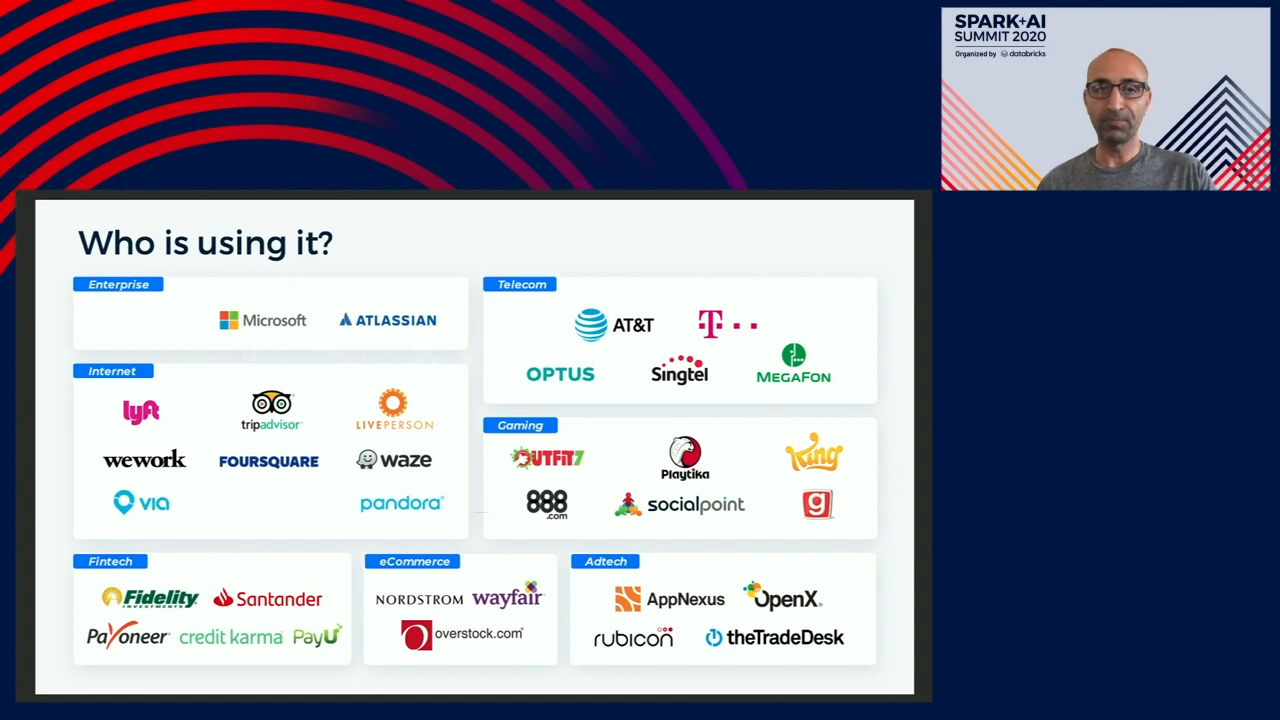 SPARK+AI
SUMMIT 2020
Organized by databricks
Who is using it?
Enterprise
Microsoft
ATLASSIAN
Internet
lyft
tripadvisor
LIVEPERSON
wework
FOURSQUARE
waze
VIA
pandora
Telecom
AT&T
T
OPTUS
Singtel
MEGAFON
Gaming
OUTFIT7
Playtika
King
888
.com
socialpoint
g
Fintech
Fidelity
INVESTMENTS
Santander
Payoneer
credit karma
PayU
eCommerce
NORDSTROM
wayfair
overstock.com
Adtech
AppNexus
OpenX
rubicon
theTradeDesk